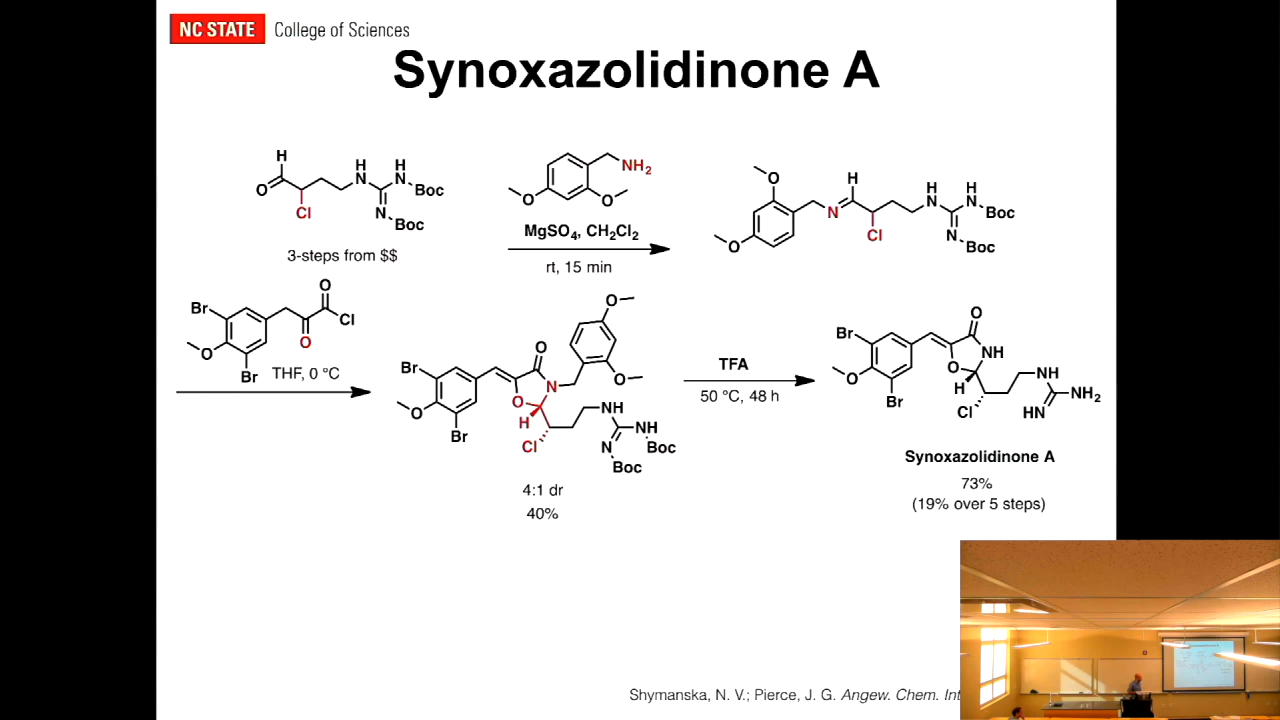 NC STATE College of Sciences
Synoxazolidinone A
H
O
Cl
H
N
H
N
Boc
N
Boc
3-steps from $$
NH₂
O
O
MgSO₄, CH₂Cl₂
rt, 15 min
O
O
N
H
Cl
H
N
H
N
Boc
N
Boc
Br
O
Br
O
O
Cl
THF, 0 °C
Br
O
Br
O
O
N
O
O
H
Cl
NH
NH
Boc
N
Boc
4:1 dr
40%
TFA
50 °C, 48 h
Br
O
Br
O
NH
O
H
Cl
NH
NH₂
HN
Synoxazolidinone A
73%
(19% over 5 steps)
Shymanska, N. V.; Pierce, J. G. Angew. Chem. Int